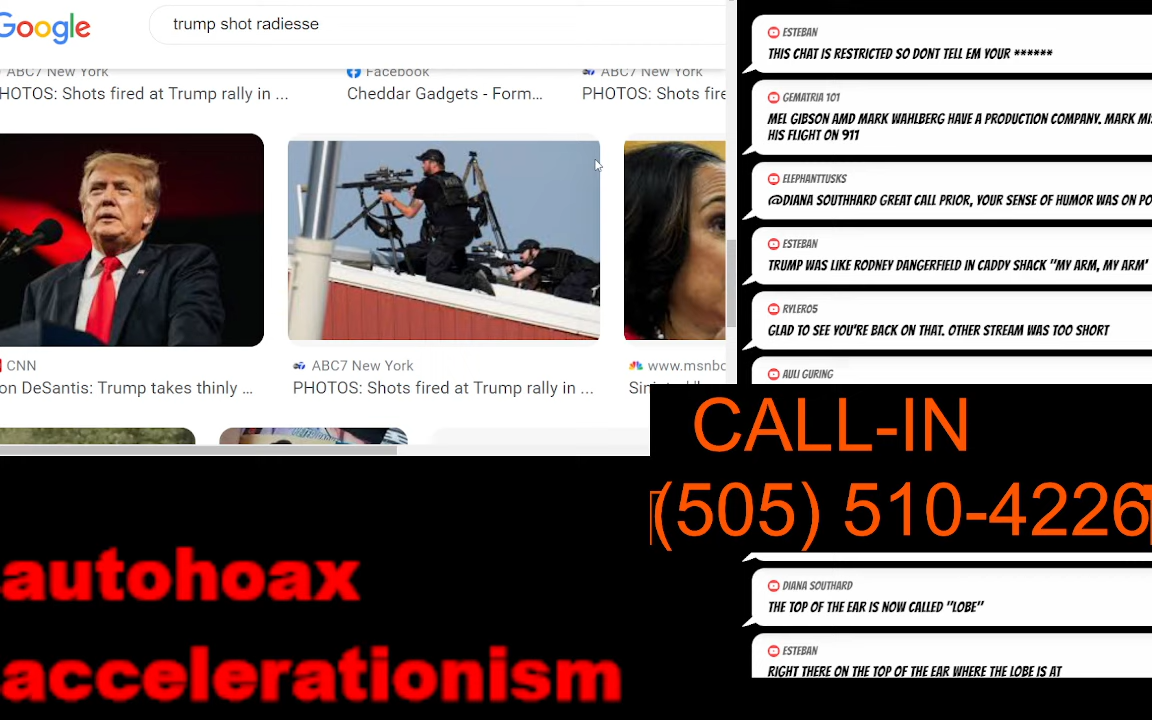 Google
trump shot radiesse
ABC7 New York
Facebook
ABC7 New York
HOTOS: Shots fired at Trump rally in ...
Cheddar Gadgets - Form...
PHOTOS: Shots fire
CNN
ABC7 New York
www.msnbc
on DeSantis: Trump takes thinly ...
PHOTOS: Shots fired at Trump rally in ...
autohoax
accelerationism
ESTEBAN
THIS CHAT IS RESTRICTED SO DONT TELL EM YOUR ******
GEMATRIA 101
MEL GIBSON AMD MARK WAHLBERG HAVE A PRODUCTION COMPANY. MARK MIS
HIS FLIGHT ON 911
ELEPHANTTUSKS
@DIANA SOUTHHARD GREAT CALL PRIOR, YOUR SENSE OF HUMOR WAS ON PO
ESTEBAN
TRUMP WAS LIKE RODNEY DANGERFIELD IN CADDY SHACK "MY ARM, MY ARM"
RYLERO5
GLAD TO SEE YOU'RE BACK ON THAT. OTHER STREAM WAS TOO SHORT
AULI GURING
CALL-IN
(505) 510-4226
DIANA SOUTHARD
THE TOP OF THE EAR IS NOW CALLED "LOBE"
ESTEBAN
RIGHT THERE ON THE TOP OF THE EAR WHERE THE LOBE IS AT